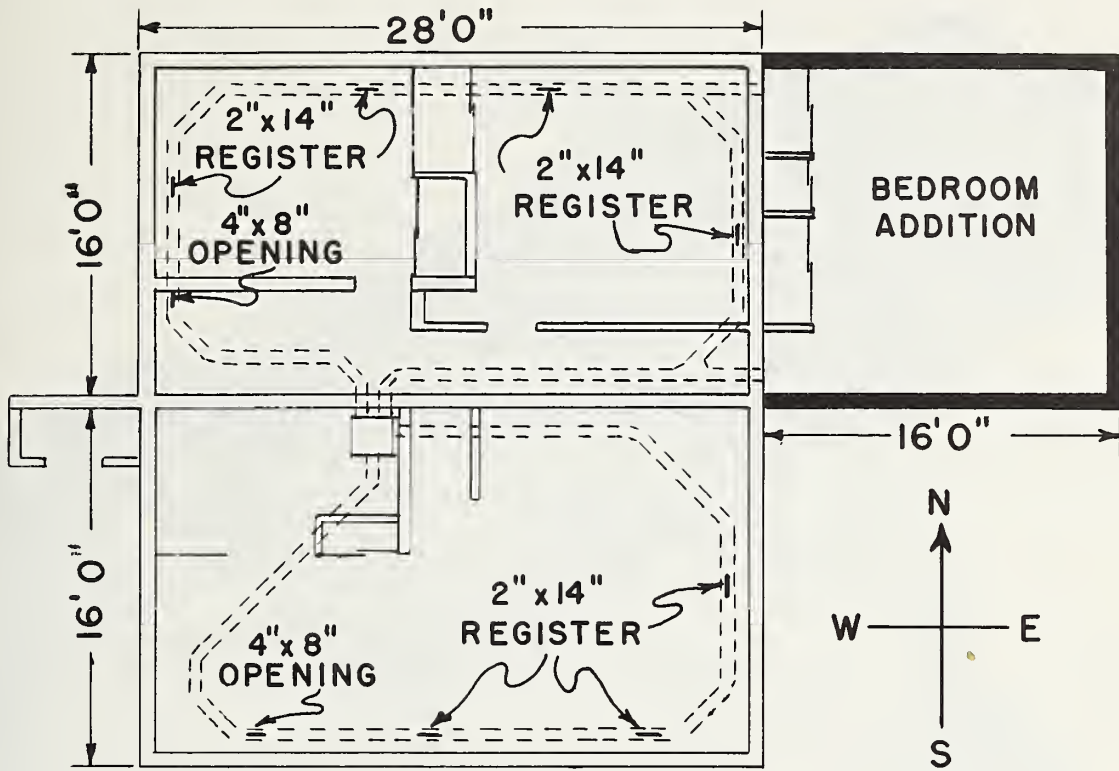 28'0"
2"x14"
REGISTER
2"x14"
REGISTER
4"x8"
OPENING
BEDROOM
ADDITION
16'0"
16'0"
16'0"
2"x14"
REGISTER
4"x8"
OPENING
N
W
E
S